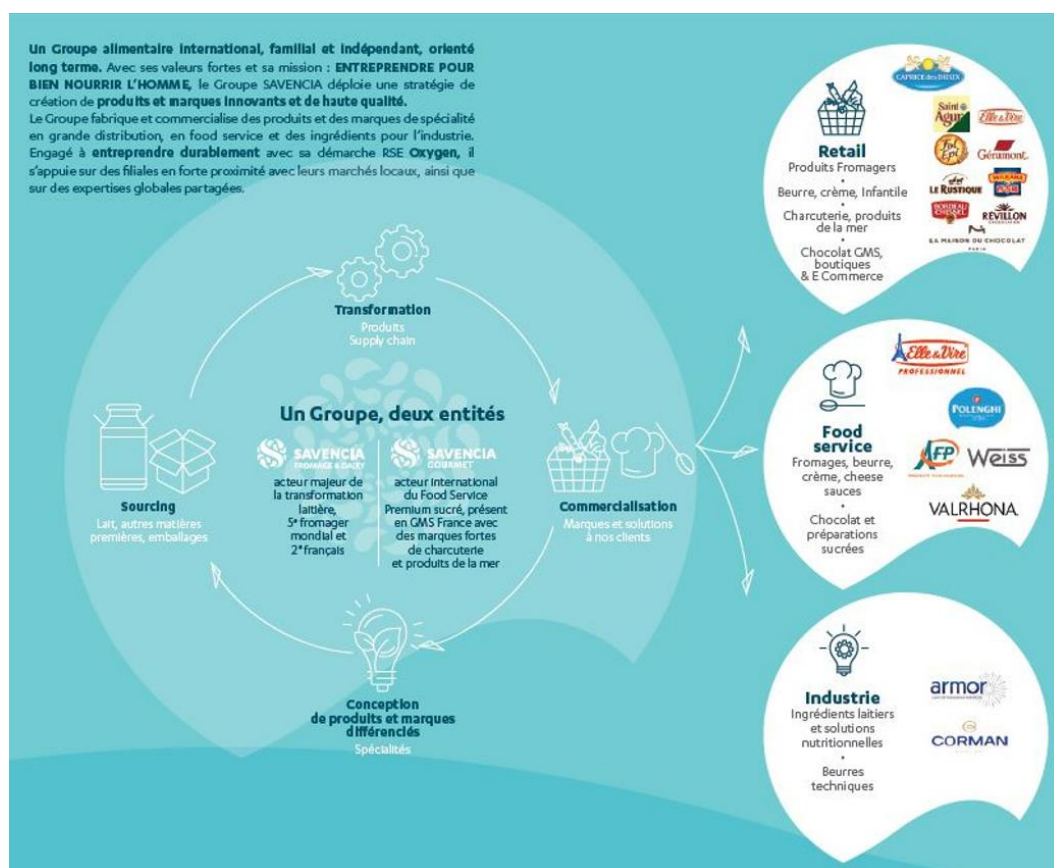 Un Groupe alimentaire international, familial et indépendant, orienté
long terme. Avec ses valeurs fortes et sa mission : ENTREPRENDRE POUR
BIEN NOURRIR L'HOMME, le Groupe SAVENCIA déploie une stratégie de
création de produits et marques innovants et de haute qualité.
Le Groupe fabrique et commercialise des produits et des marques de spécialité
en grande distribution, en food service et des ingrédients pour l'industrie.
Engagé à entreprendre durablement avec sa démarche RSE Oxygen, il
s'appuie sur des filiales en forte proximité avec leurs marchés locaux, ainsi que
sur des expertises globales partagées.
Transformation
Produits
Supply chain
Un Groupe, deux entités
SAVENCIA
FROMAGE & DAIRY
acteur majeur de
la transformation
laitière,
5e fromager
mondial et
2e français
SAVENCIA
GOURMET
acteur international
du Food Service
Premium sucré, présent
en GMS France avec
des marques fortes
de charcuterie
et produits de la mer
Sourcing
Lait, autres matières
premières, emballages
Commercialisation
Marques et solutions
à nos clients
Conception
de produits et marques
différenciés
Spécialités
CAPRICE des DIEUX
Saint
Agur
Elle & Vire
Fol
Epi
Géramont
LE RUSTIQUE
BORDEAU
CHESNEL
RÉVILLON
LA MAISON DU CHOCOLAT
PARIS
Retail
Produits Fromagers
•
Beurre, crème, Infantile
•
Charcuterie, produits
de la mer
•
Chocolat GMS,
boutiques
& E Commerce
Elle & Vire
PROFESSIONNEL
POLENGHI
AFP
Weiss
VALRHONA
Food
service
Fromages, beurre,
crème, cheese
sauces
•
Chocolat et
préparations
sucrées
Industrie
Ingrédients laitiers
et solutions
nutritionnelles
•
Beurres
techniques
armor
CORMAN